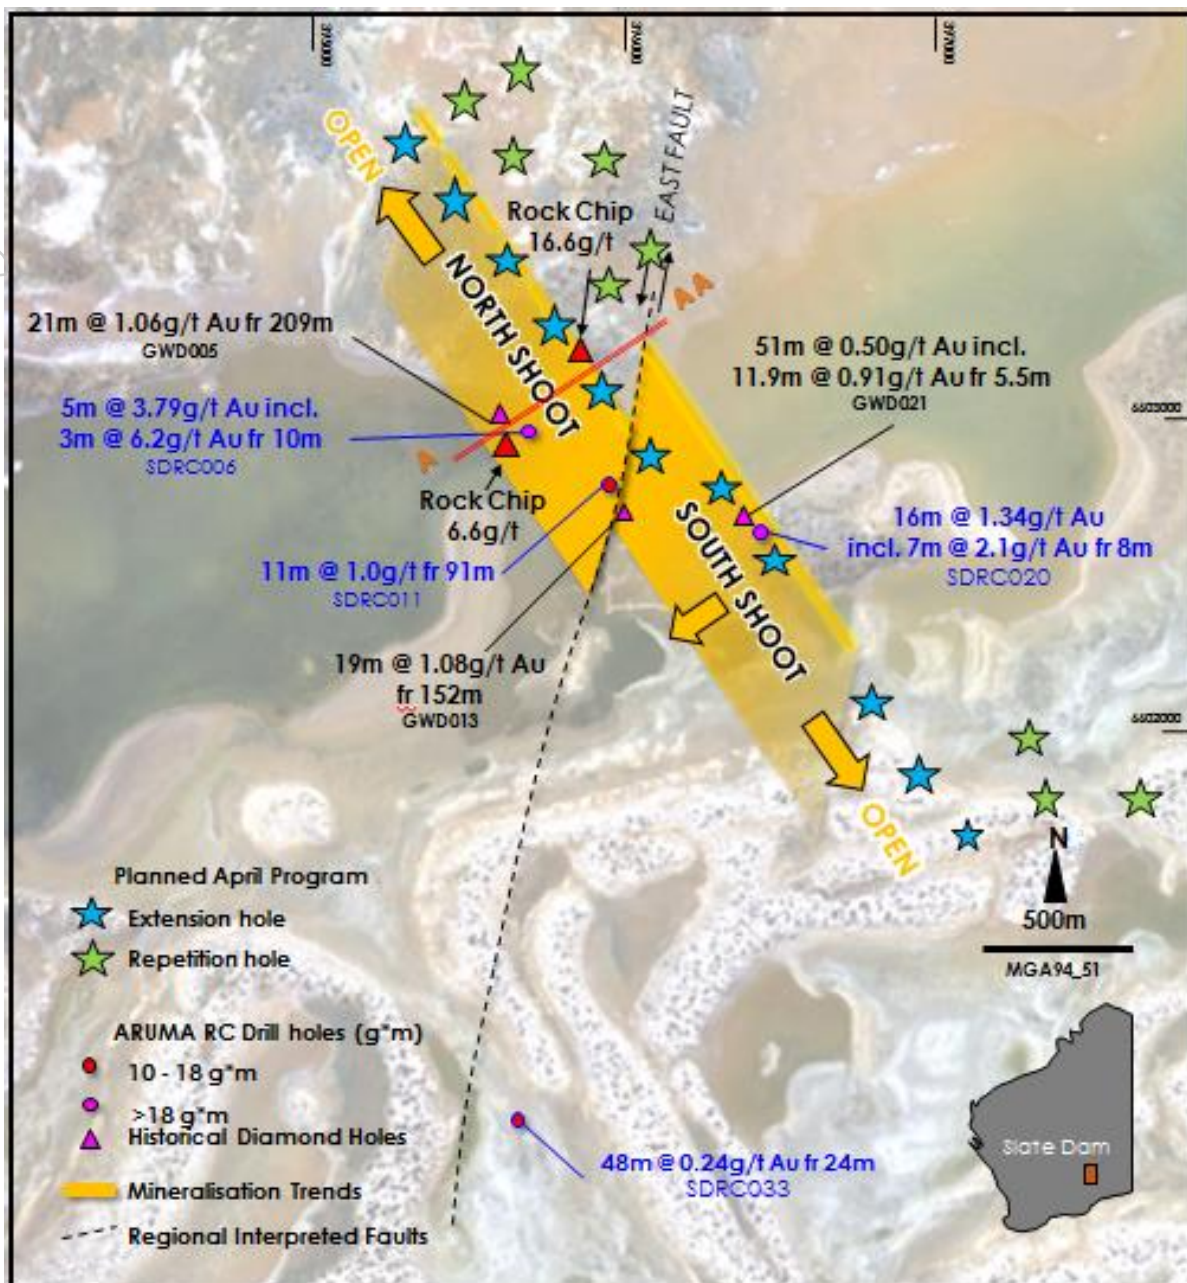 395000
396000
397000
OPEN
EAST FAULT
Rock Chip
16.6g/t
NORTH SHOOT
AA
21m @ 1.06g/t Au fr 209m
GWD005
51m @ 0.50g/t Au incl.
11.9m @ 0.91g/t Au fr 5.5m
GWD021
5m @ 3.79g/t Au incl.
3m @ 6.2g/t Au fr 10m
SDRC006
6603000
A
Rock Chip
6.6g/t
SOUTH SHOOT
16m @ 1.34g/t Au
incl. 7m @ 2.1g/t Au fr 8m
SDRC020
11m @ 1.0g/t fr 91m
SDRC011
19m @ 1.08g/t Au
fr 152m
GWD013
6602000
OPEN
N
500m
MGA94_51
Planned April Program
Extension hole
Repetition hole
ARUMA RC Drill holes (g*m)
10 - 18 g*m
>18 g*m
Historical Diamond Holes
Mineralisation Trends
Regional Interpreted Faults
48m @ 0.24g/t Au fr 24m
SDRC033
Slate Dam